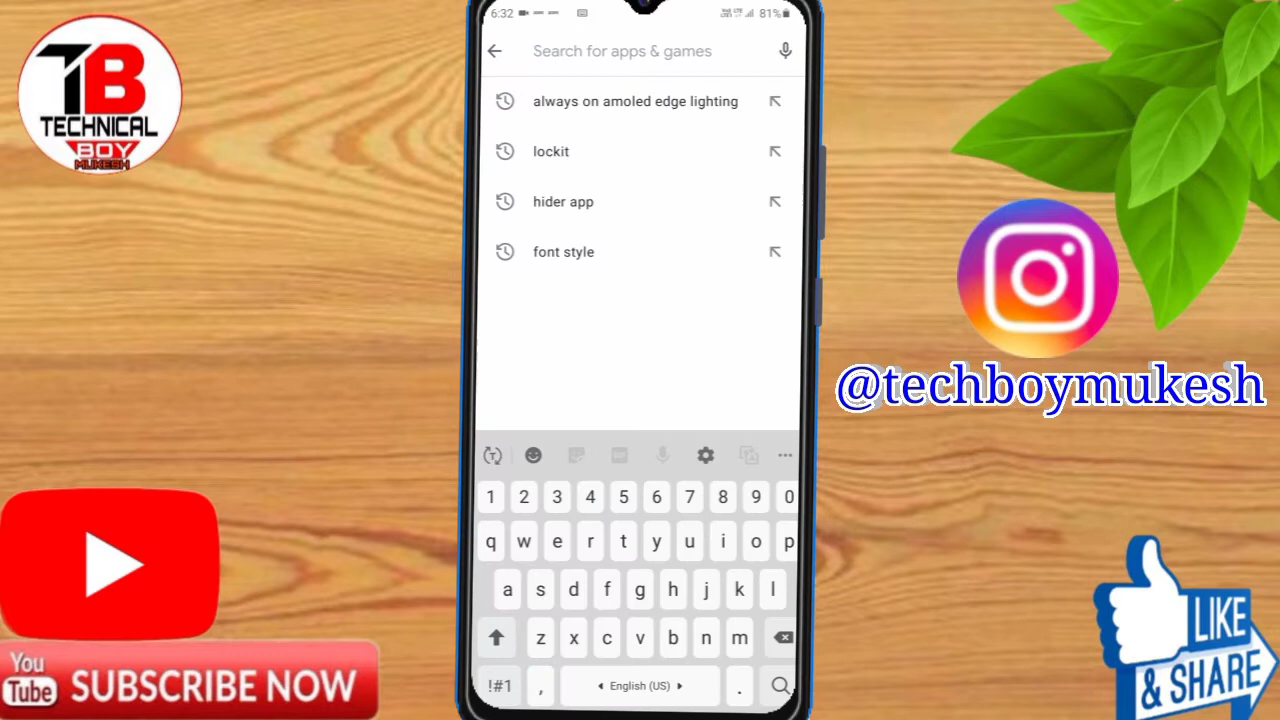 TB
TECHNICAL
BOY
MUKESH
6:32
81%
Search for apps & games
always on amoled edge lighting
lockit
hider app
font style
@techboymukesh
1 2 3 4 5 6 7 8 9 0
q w e r t y u i o p
a s d f g h j k l
z x c v b n m
!#1 , English (US) .
You
Tube
SUBSCRIBE NOW
LIKE
& SHARE